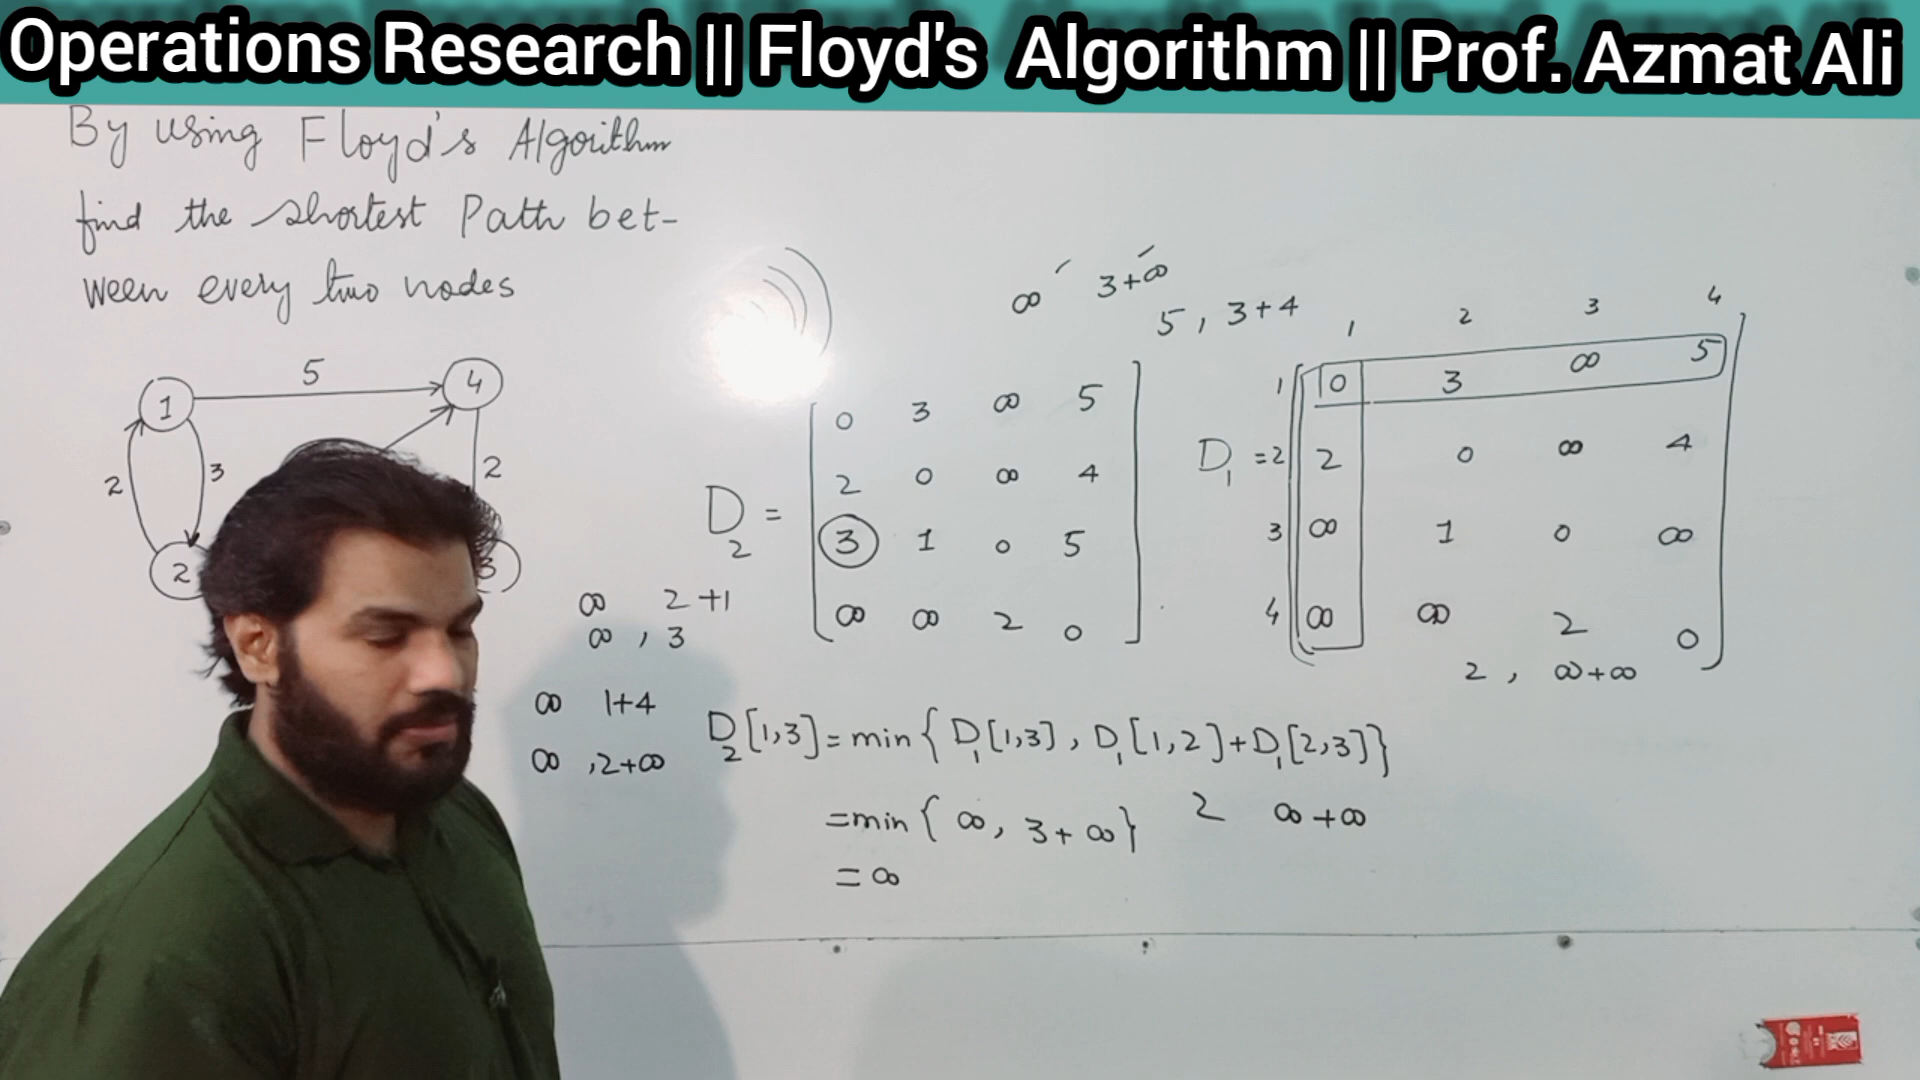 Operations Research || Floyd's Algorithm || Prof. Azmat Ali
By using Floyd's Algorithm
find the shortest Path bet-
ween every two nodes
1 5 4
2 3 2
2 3
∞ 3+∞
5 , 3+4
D2 =
0 3 ∞ 5
2 0 ∞ 4
3 1 0 5
∞ ∞ 2 0
1 2 3 4
D1 =
1 0 3 ∞ 5
2 2 0 ∞ 4
3 ∞ 1 0 ∞
4 ∞ ∞ 2 0
2 , ∞+∞
∞ 2+1
∞ , 3
∞ 1+4
∞ ,2+∞
D2[1,3]=min{D1[1,3], D1[1,2]+D1[2,3]}
=min{∞, 3+∞} 2 ∞+∞
=∞